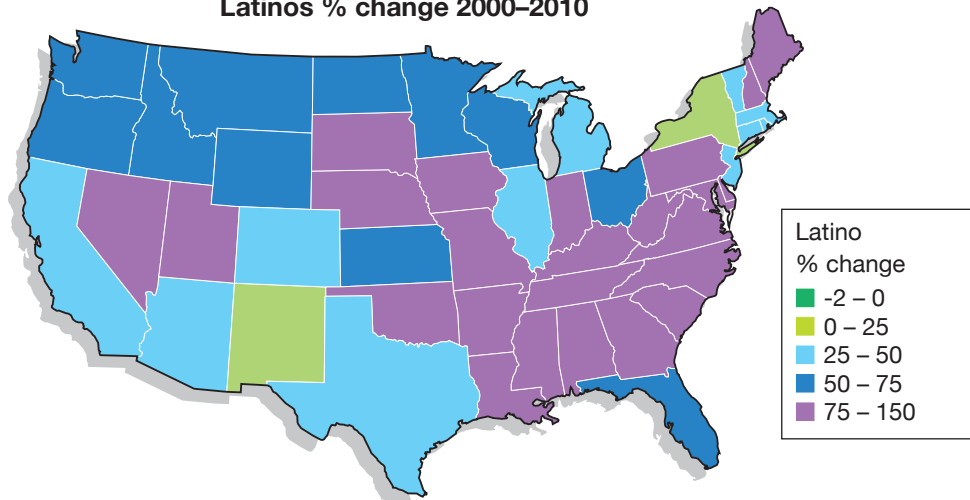 Latinos % change 2000–2010
Latino
% change
-2 – 0
0 – 25
25 – 50
50 – 75
75 – 150